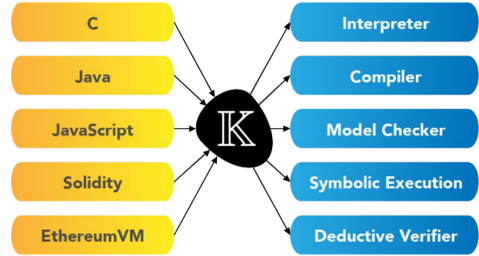 C
Java
JavaScript
Solidity
EthereumVM
𝕂
Interpreter
Compiler
Model Checker
Symbolic Execution
Deductive Verifier